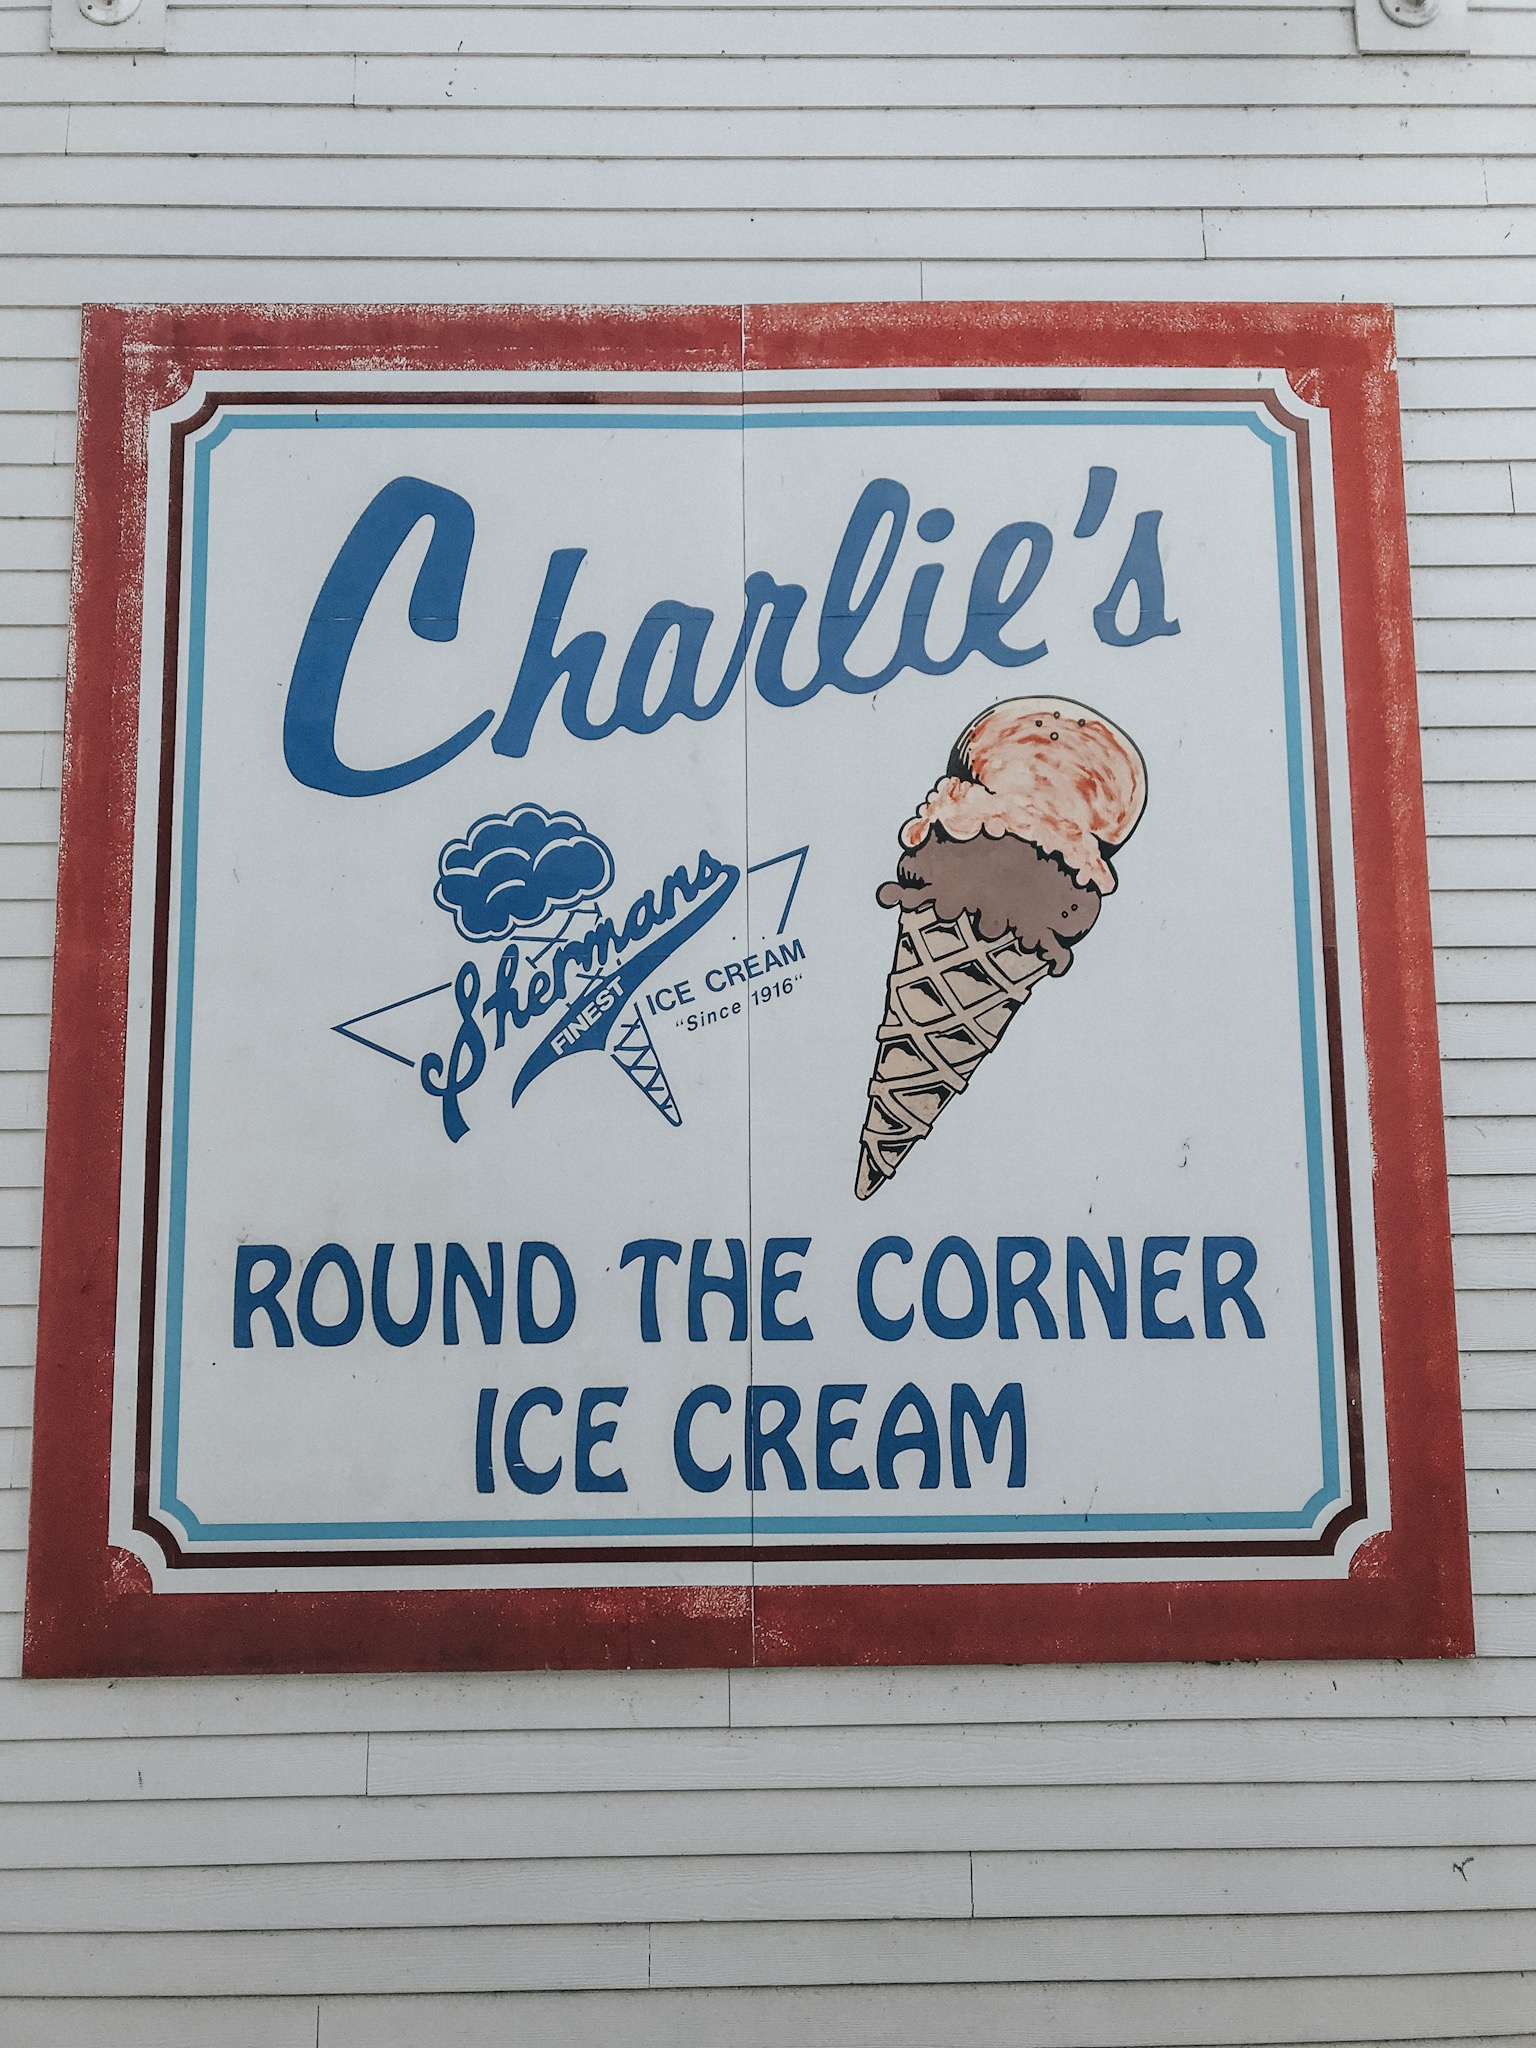 Charlie's
Shermans
FINEST
ICE CREAM
"Since 1916"
ROUND THE CORNER
ICE CREAM